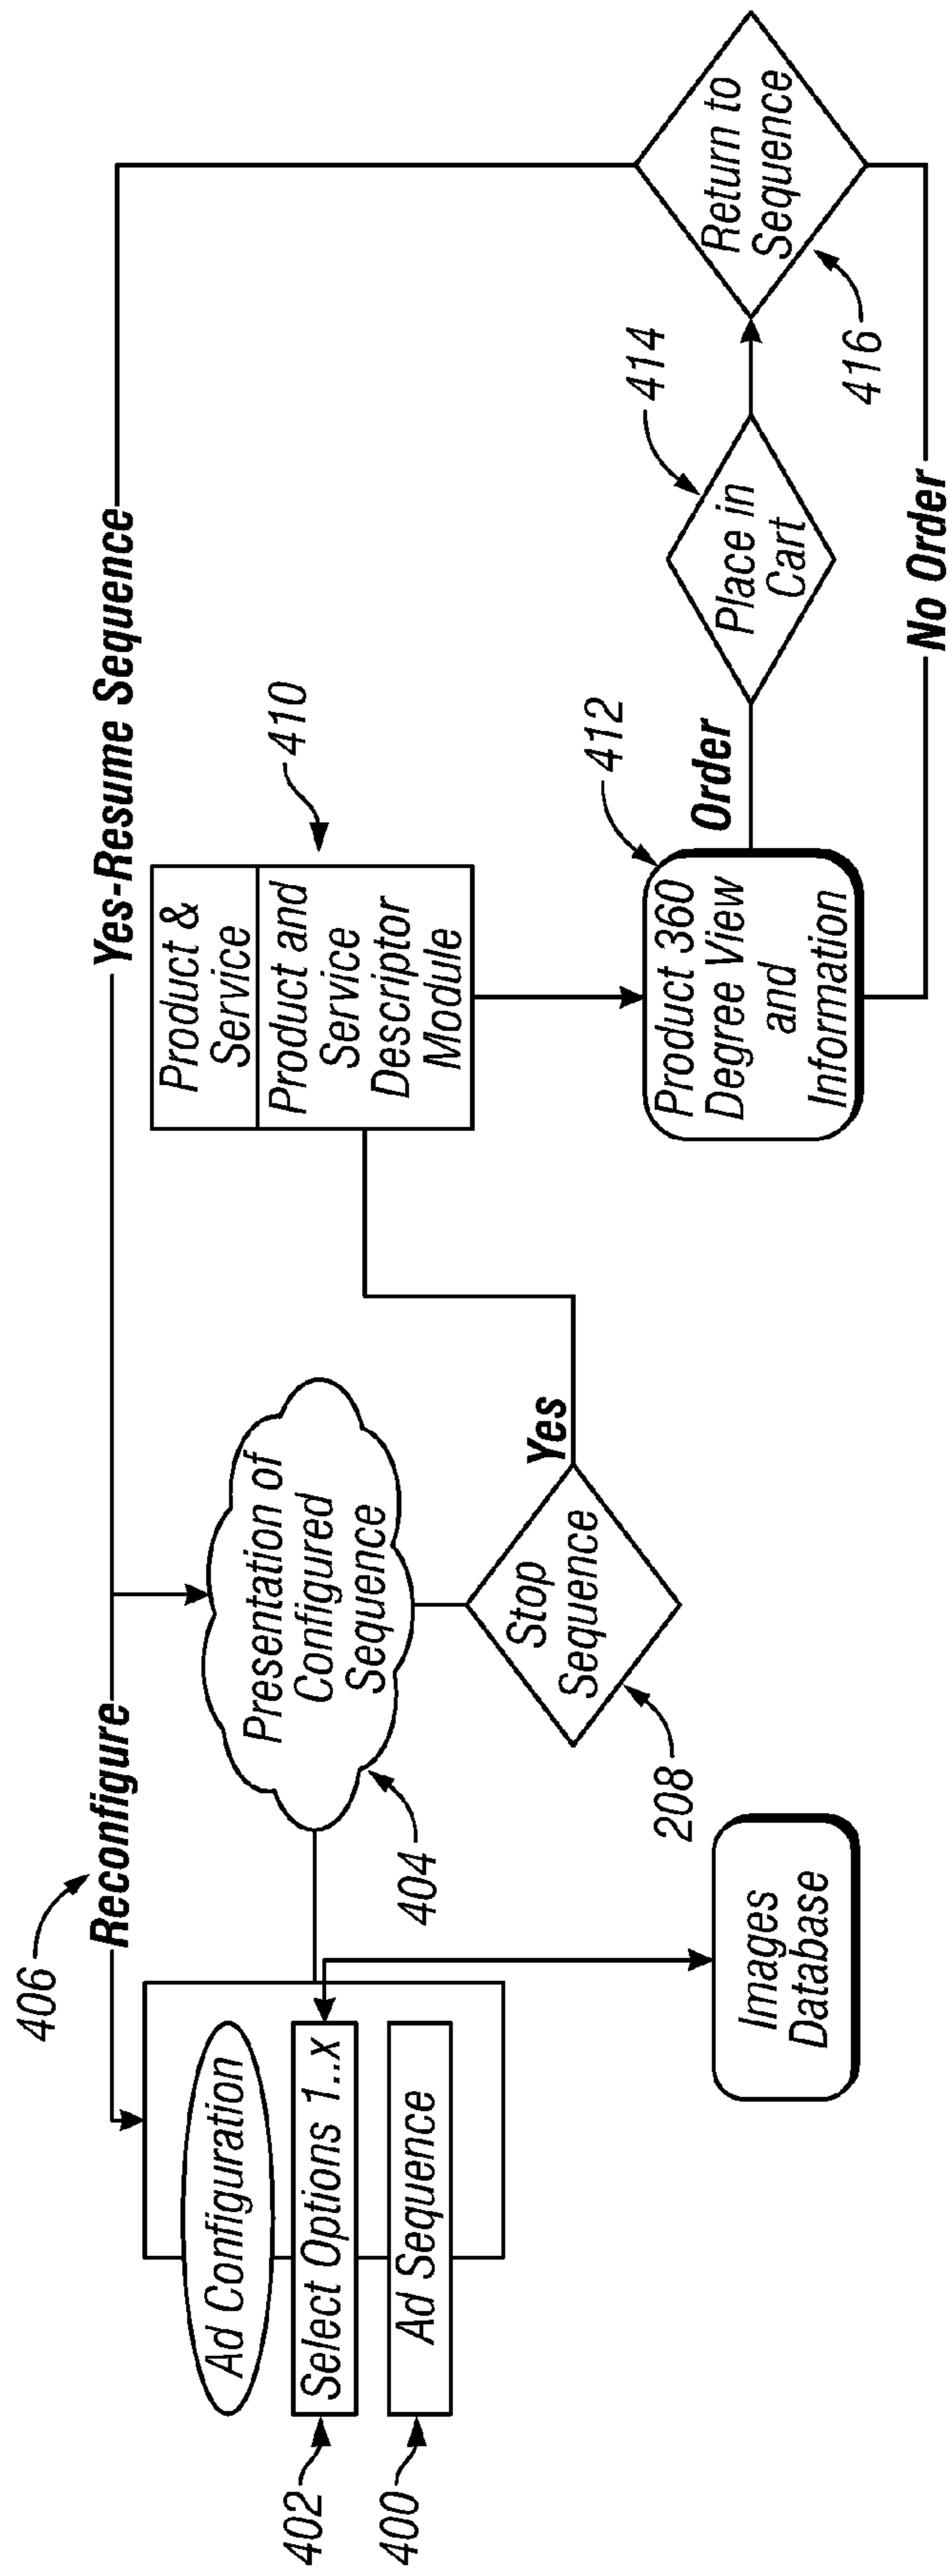 406
Reconfigure
Yes-Resume Sequence
Ad Configuration
402
Select Options 1..x
400
Ad Sequence
Images
Database
Presentation of
Configured
Sequence
404
Stop
Sequence
208
Yes
Product &
Service
Product and
Service
Descriptor
Module
410
Product 360
Degree View
and
Information
412
Order
Place in
Cart
414
Return to
Sequence
416
No Order